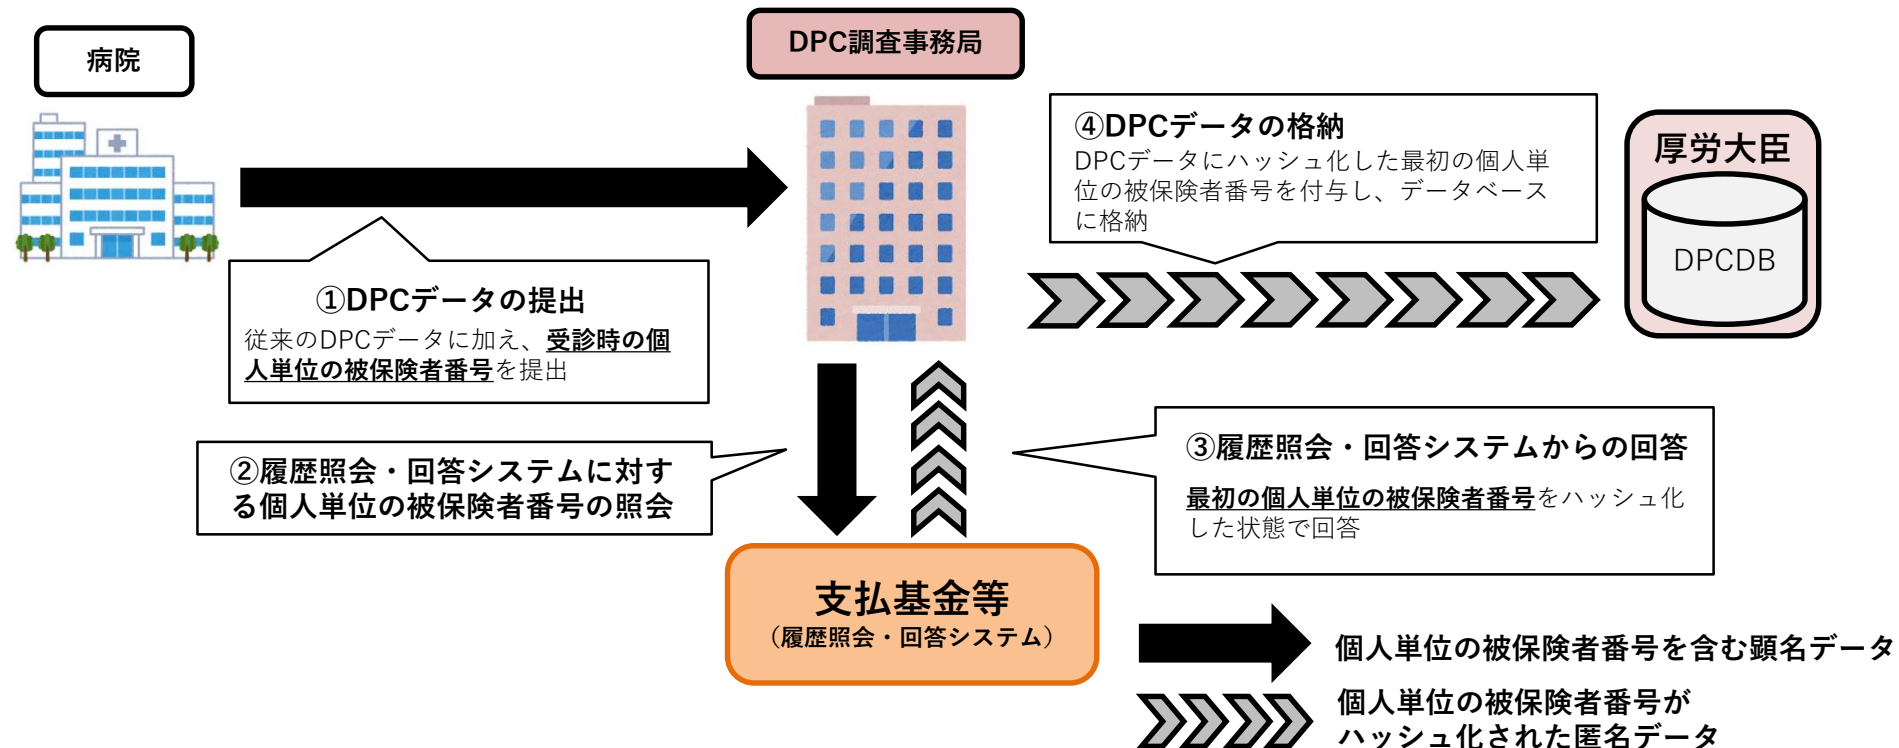 病院
DPC調査事務局
④DPCデータの格納
DPCデータにハッシュ化した最初の個人単
位の被保険者番号を付与し、データベース
に格納
厚労大臣
DPCDB
①DPCデータの提出
従来のDPCデータに加え、受診時の個
人単位の被保険者番号を提出
②履歴照会・回答システムに対す
る個人単位の被保険者番号の照会
③履歴照会・回答システムからの回答
最初の個人単位の被保険者番号をハッシュ化
した状態で回答
支払基金等
（履歴照会・回答システム）
個人単位の被保険者番号を含む顕名データ
個人単位の被保険者番号が
ハッシュ化された匿名データ